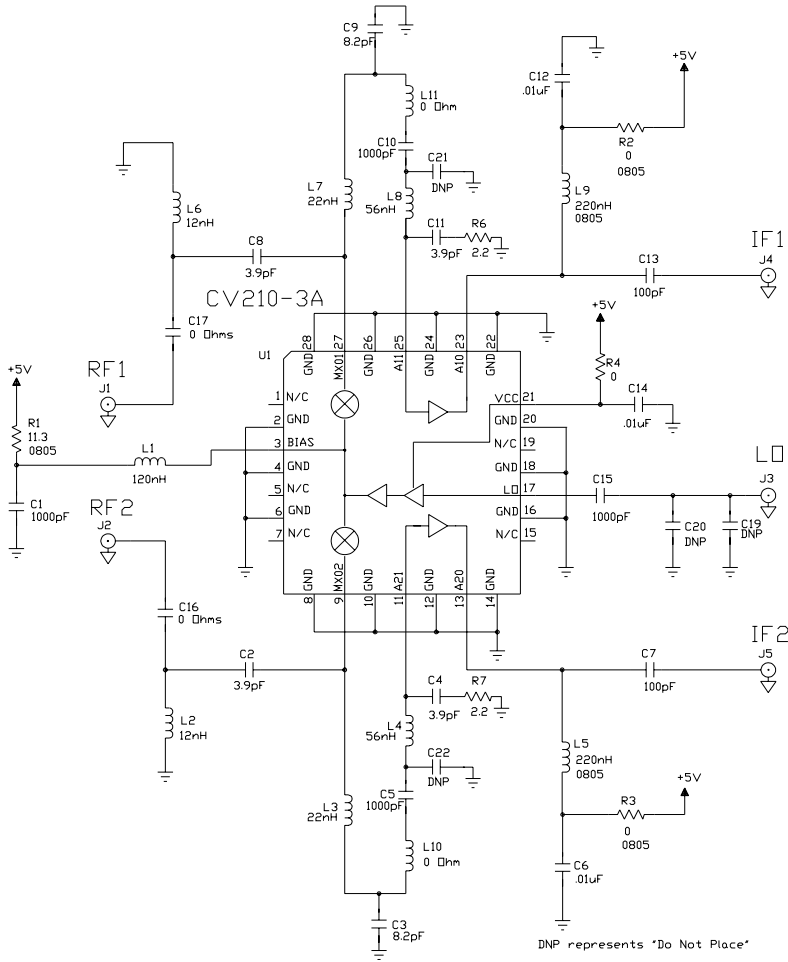 C9
8.2pF
L11
0 Ohm
C10
1000pF
C21
DNP
L7
22nH
L8
56nH
C11
3.9pF
R6
2.2
C12
.01uF
+5V
R2
0
0805
L9
220nH
0805
L6
12nH
C8
3.9pF
C13
100pF
IF1
J4
CV210-3A
C17
0 Ohms
+5V
R4
0
C14
.01uF
U1
GND 28
MXO1 27
GND 26
A1I 25
GND 24
A1O 23
GND 22
RF1
J1
+5V
R1
11.3
0805
L1
120nH
C1
1000pF
RF2
J2
1 N/C
2 GND
3 BIAS
4 GND
5 N/C
6 GND
7 N/C
VCC 21
GND 20
N/C 19
GND 18
LO 17
GND 16
N/C 15
LO
J3
C15
1000pF
C20
DNP
C19
DNP
8 GND
9 MXO2
10 GND
11 A2I
12 GND
13 A2O
14 GND
C16
0 Ohms
C2
3.9pF
L2
12nH
C4
3.9pF
R7
2.2
L4
56nH
C22
DNP
C5
1000pF
L3
22nH
L10
0 Ohm
C3
8.2pF
C7
100pF
IF2
J5
L5
220nH
0805
+5V
R3
0
0805
C6
.01uF
DNP represents "Do Not Place"